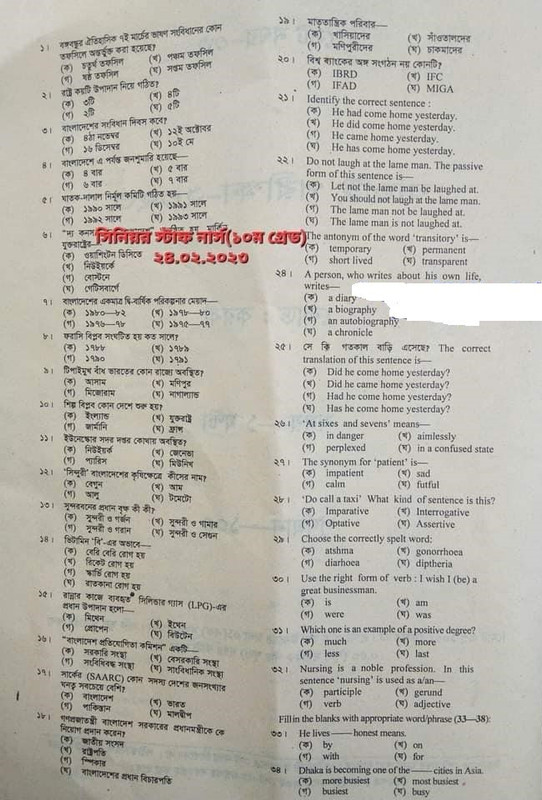 ১। বঙ্গবন্ধুর ঐতিহাসিক ৭ই মার্চের ভাষণ সংবিধানের কোন
তফসিলে অন্তর্ভুক্ত করা হয়েছে?
(ক) চতুর্থ তফসিল (খ) পঞ্চম তফসিল
(গ) ষষ্ঠ তফসিল (ঘ) সপ্তম তফসিল
২। রাষ্ট্র কয়টি উপাদান নিয়ে গঠিত?
(ক) ৩টি (খ) ৪টি
(গ) ২টি (ঘ) ৫টি
৩। বাংলাদেশের সংবিধান দিবস কবে?
(ক) ৪ঠা নভেম্বর (খ) ১২ই অক্টোবর
(গ) ১৬ ডিসেম্বর (ঘ) ১০ই মে
৪। বাংলাদেশে এ পর্যন্ত জনশুমারি হয়েছে—
(ক) ৪ বার (খ) ৫ বার
(গ) ৬ বার (ঘ) ৭ বার
৫। ঘাতক-দালাল নির্মূল কমিটি গঠিত হয়—
(ক) ১৯৯০ সালে (খ) ১৯৯১ সালে
(গ) ১৯৯২ সালে (ঘ) ১৯৯৩ সালে
৬। "দ্য কনসার্ট
যুক্তরাষ্ট্রের—
(ক) ওয়াশিংটন ডিসিতে
(খ) নিউইয়র্কে
(গ) বোস্টনে
(ঘ) গেটিসবার্গে
সিনিয়র স্টাফ নার্স(১০ম গ্রেড)
২৪.০২.২০২৩
৭। বাংলাদেশের একমাত্র দ্বি-বার্ষিক পরিকল্পনার মেয়াদ—
(ক) ১৯৮০—৮২ (খ) ১৯৭৮—৮০
(গ) ১৯৭৬—৭৮ (ঘ) ১৯৭৫—৭৭
৮। ফরাসি বিপ্লব সংঘটিত হয় কত সালে?
(ক) ১৭৮৮ (খ) ১৭৮৯
(গ) ১৭৯০ (ঘ) ১৭৯১
৯। টিপাইমুখ বাঁধ ভারতের কোন রাজ্যে অবস্থিত?
(ক) আসাম (খ) মণিপুর
(গ) মিজোরাম (ঘ) নাগাল্যান্ড
১০। শিল্প বিপ্লব কোন দেশে শুরু হয়?
(ক) ইংল্যান্ড (খ) যুক্তরাষ্ট্র
(গ) জার্মানি (ঘ) ফ্রান্স
১১। ইউনেস্কোর সদর দপ্তর কোথায় অবস্থিত?
(ক) নিউইয়র্ক (খ) জেনেভা
(গ) প্যারিস (ঘ) মিউনিখ
১২। 'সিন্দুরী' বাংলাদেশের কৃষিক্ষেত্রে কীসের নাম?
(ক) বেগুন (খ) আম
(গ) আলু (ঘ) টমেটো
১৩। সুন্দরবনের প্রধান বৃক্ষ কী কী?
(ক) সুন্দরী ও গর্জন (খ) সুন্দরী ও গামার
(গ) সুন্দরী ও গরান (ঘ) সুন্দরী ও সেগুন
১৪। ভিটামিন 'বি'-এর অভাবে—
(ক) বেরি বেরি রোগ হয়
(খ) রিকেট রোগ হয়
(গ) স্কার্ভি রোগ হয়
(ঘ) রাতকানা রোগ হয়
১৫। রান্নার কাজে ব্যবহৃত সিলিন্ডার গ্যাস (LPG)-এর
প্রধান উপাদান হলো—
(ক) মিথেন (খ) ইথেন
(গ) প্রোপেন (ঘ) বিউটেন
১৬। "বাংলাদেশ প্রতিযোগিতা কমিশন" একটি—
(ক) সরকারি সংস্থা (খ) বেসরকারি সংস্থা
(গ) সংবিধিবদ্ধ সংস্থা (ঘ) সাংবিধানিক সংস্থা
১৭। সার্কের (SAARC) কোন সদস্য দেশের জনসংখ্যার
ঘনত্ব সবচেয়ে বেশি?
(ক) বাংলাদেশ (খ) ভারত
(গ) পাকিস্তান (ঘ) মালদ্বীপ
১৮। গণপ্রজাতন্ত্রী বাংলাদেশ সরকারের প্রধানমন্ত্রীকে কে
নিয়োগ প্রদান করেন?
(ক) জাতীয় সংসদ
(খ) রাষ্ট্রপতি
(গ) স্পিকার
(ঘ) বাংলাদেশের প্রধান বিচারপতি
১৯। মাতৃতান্ত্রিক পরিবার—
(ক) খাসিয়াদের (খ) সাঁওতালদের
(গ) মণিপুরীদের (ঘ) চাকমাদের
২০। বিশ্ব ব্যাংকের অঙ্গ সংগঠন নয় কোনটি?
(ক) IBRD (খ) IFC
(গ) IFAD (ঘ) MIGA
২১। Identify the correct sentence :
(ক) He had come home yesterday.
(খ) He did come home yesterday.
(গ) He came home yesterday.
(ঘ) He has come home yesterday.
২২। Do not laugh at the lame man. The passive
form of this sentence is—
(ক) Let not the lame man be laughed at.
(খ) You should not laugh at the lame man.
(গ) The lame man not be laughed at.
(ঘ) The lame man is not laughed at.
The antonym of the word 'transitory' is—
(ক) temporary (খ) permanent
(গ) short lived (ঘ) transparent
২৪। A person, who writes about his own life,
writes—
(ক) a diary
(খ) a biography
(গ) an autobiography
(ঘ) a chronicle
২৫। সে কি গতকাল বাড়ি এসেছে? The correct
translation of this sentence is—
(ক) Did he come home yesterday?
(খ) Did he came home yesterday?
(গ) Had he come home yesterday?
(ঘ) Has he come home yesterday?
২৬। 'At sixes and sevens' means—
(ক) in danger (খ) aimlessly
(গ) perplexed (ঘ) in a confused state
২৭। The synonym for 'patient' is—
(ক) impatient (খ) sad
(গ) calm (ঘ) futful
২৮। 'Do call a taxi' What kind of sentence is this?
(ক) Imparative (খ) Interrogative
(গ) Optative (ঘ) Assertive
২৯। Choose the correctly spelt word:
(ক) atshma (খ) gonorrhoea
(গ) diarhoea (ঘ) diptheria
৩০। Use the right form of verb : I wish I (be) a
great businessman.
(ক) is (খ) am
(গ) were (ঘ) was
৩১। Which one is an example of a positive degree?
(ক) much (খ) more
(গ) less (ঘ) last
৩২। Nursing is a noble profession. In this
sentence 'nursing' is used as a/an—
(ক) participle (খ) gerund
(গ) verb (ঘ) adjective
Fill in the blanks with appropriate word/phrase (33—38):
৩৩। He lives —— honest means.
(ক) by (খ) on
(গ) with (ঘ) for
৩৪। Dhaka is becoming one of the —— cities in Asia.
(ক) more busiest (খ) most busiest
(গ) busiest (ঘ) busy